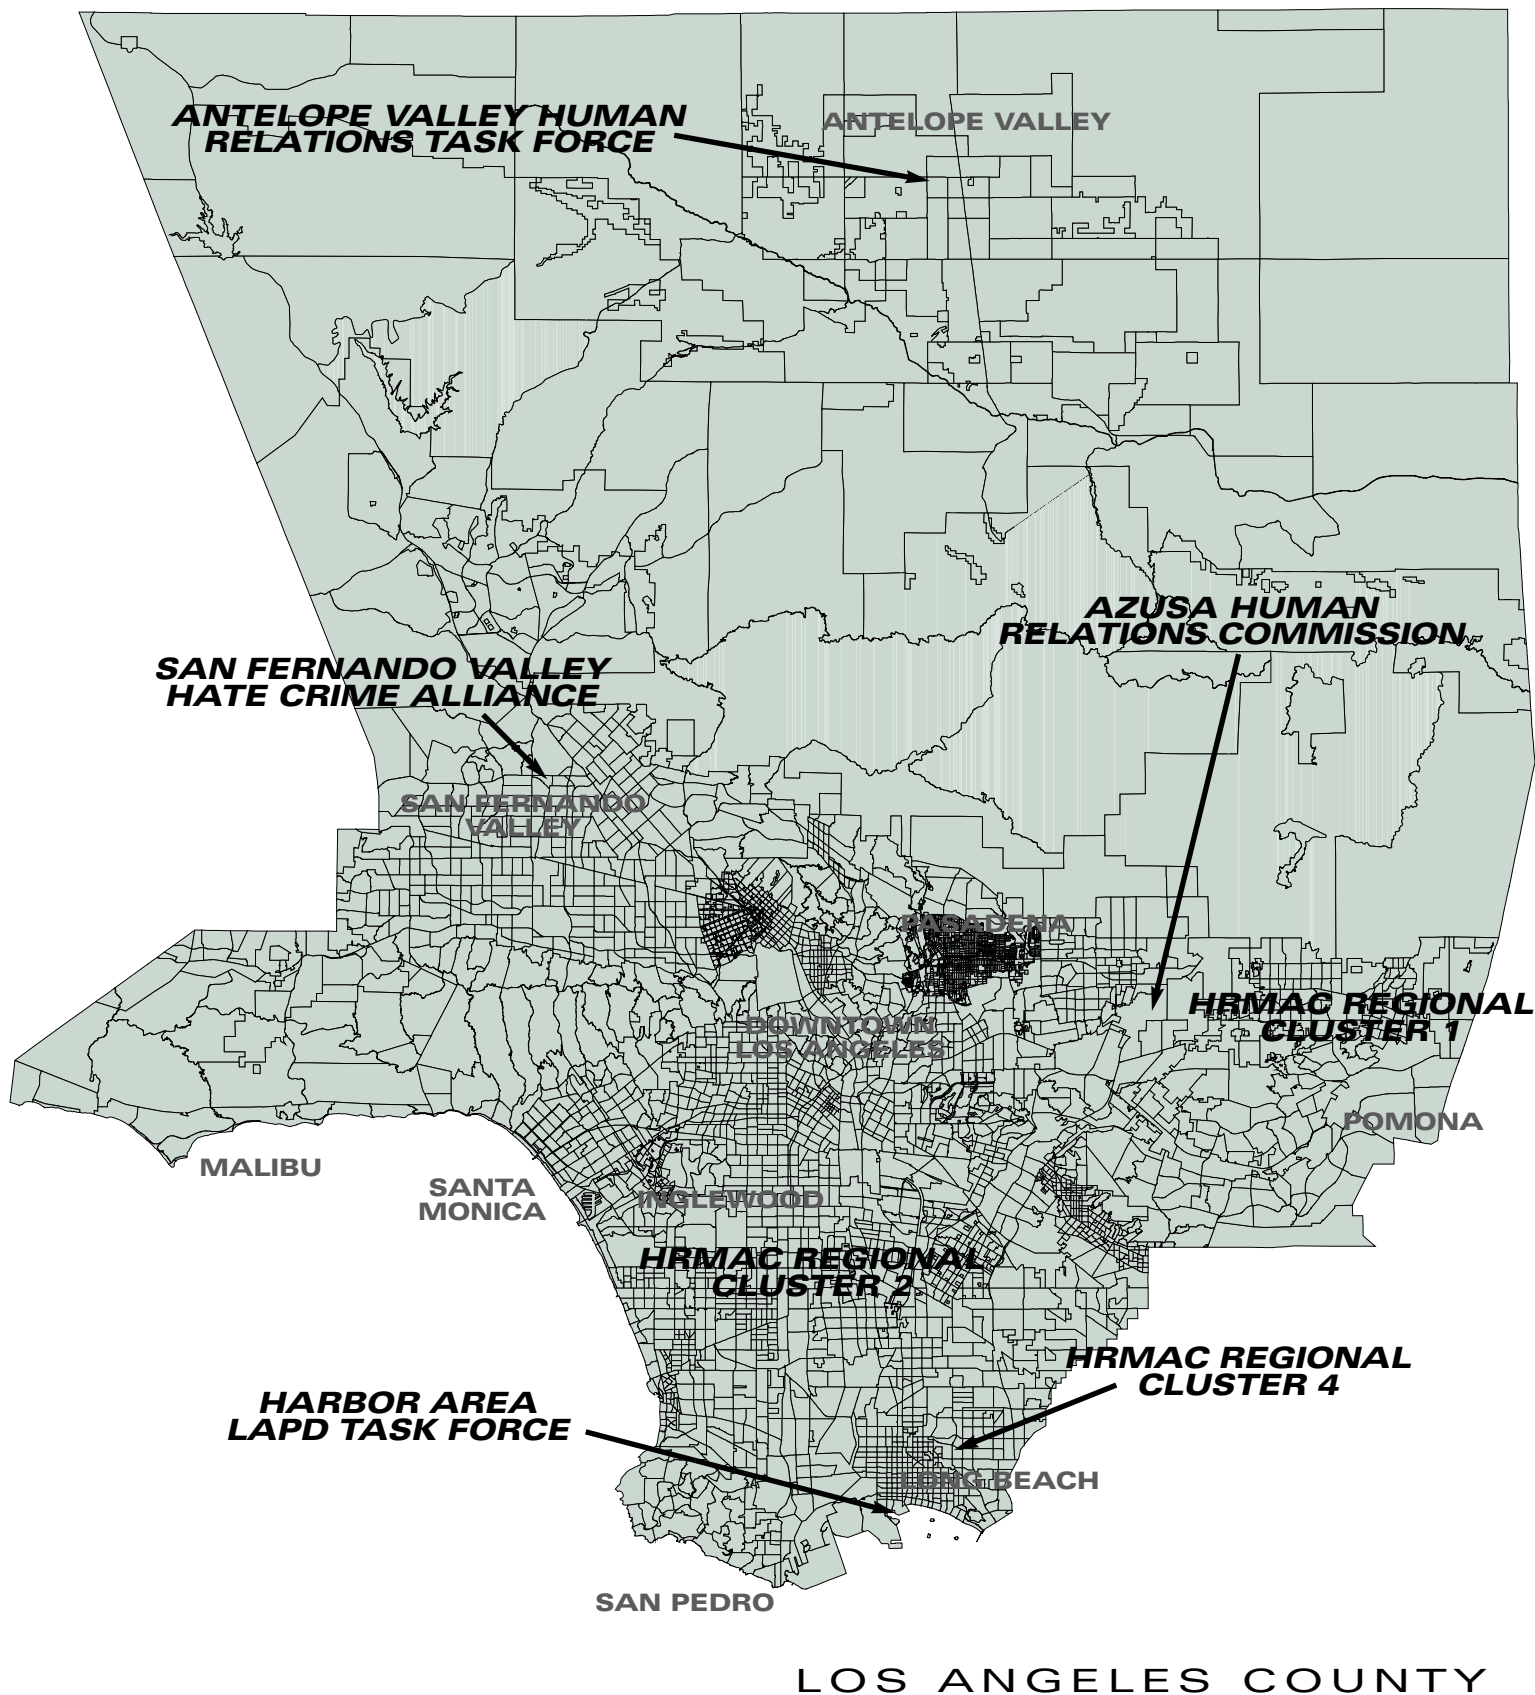 ANTELOPE VALLEY HUMAN
RELATIONS TASK FORCE
ANTELOPE VALLEY
AZUSA HUMAN
RELATIONS COMMISSION
SAN FERNANDO VALLEY
HATE CRIME ALLIANCE
SAN FERNANDO
VALLEY
PASADENA
HRMAC REGIONAL
CLUSTER 1
DOWNTOWN
LOS ANGELES
POMONA
MALIBU
SANTA
MONICA
INGLEWOOD
HRMAC REGIONAL
CLUSTER 2
HRMAC REGIONAL
CLUSTER 4
HARBOR AREA
LAPD TASK FORCE
LONG BEACH
SAN PEDRO
LOS ANGELES COUNTY